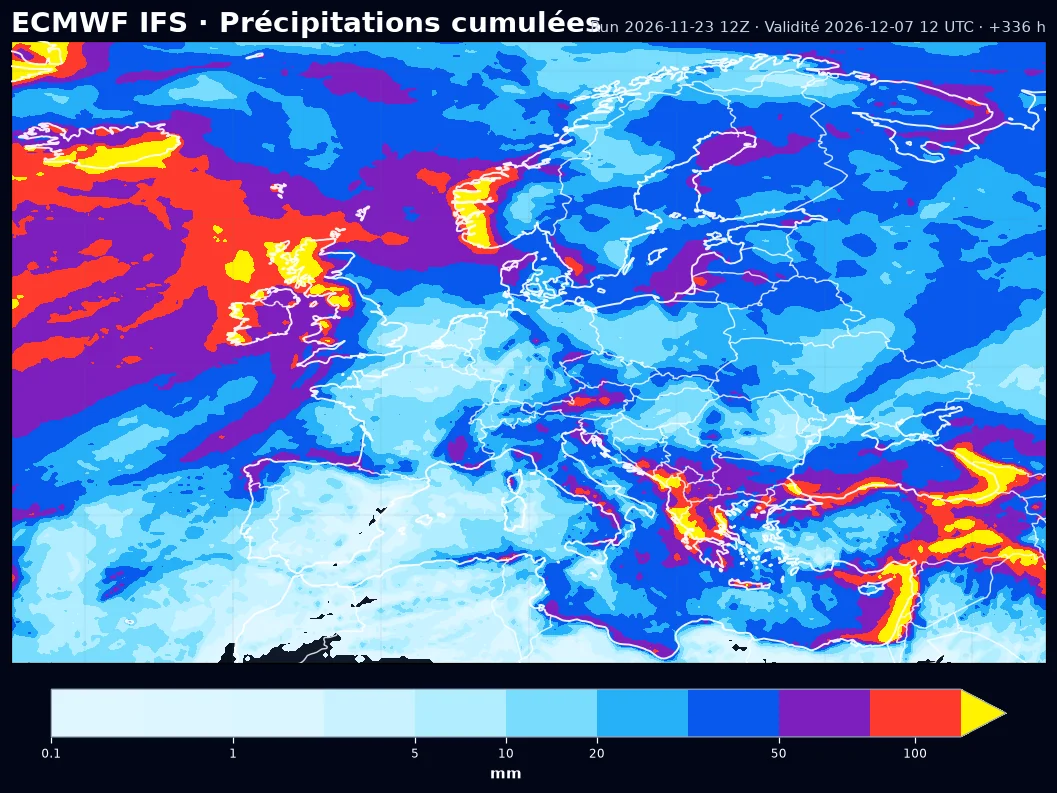 ECMWF IFS · Précipitations cumulées
Run 2026-11-23 12Z · Validité 2026-12-07 12 UTC · +336 h
0.1 1 5 10 20 50 100
mm